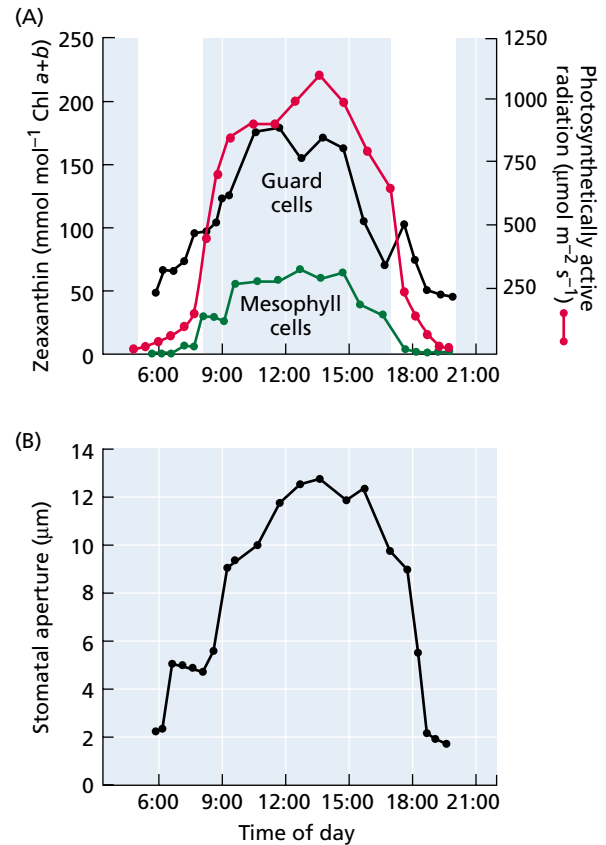 (A)
Zeaxanthin (mmol mol⁻¹ Chl a+b)
250
200
150
100
50
0
1250
1000
750
500
250
Photosynthetically active
radiation (μmol m⁻² s⁻¹)
Guard
cells
Mesophyll
cells
6:00 9:00 12:00 15:00 18:00 21:00
(B)
Stomatal aperture (μm)
14
12
10
8
6
4
2
0
6:00 9:00 12:00 15:00 18:00 21:00
Time of day